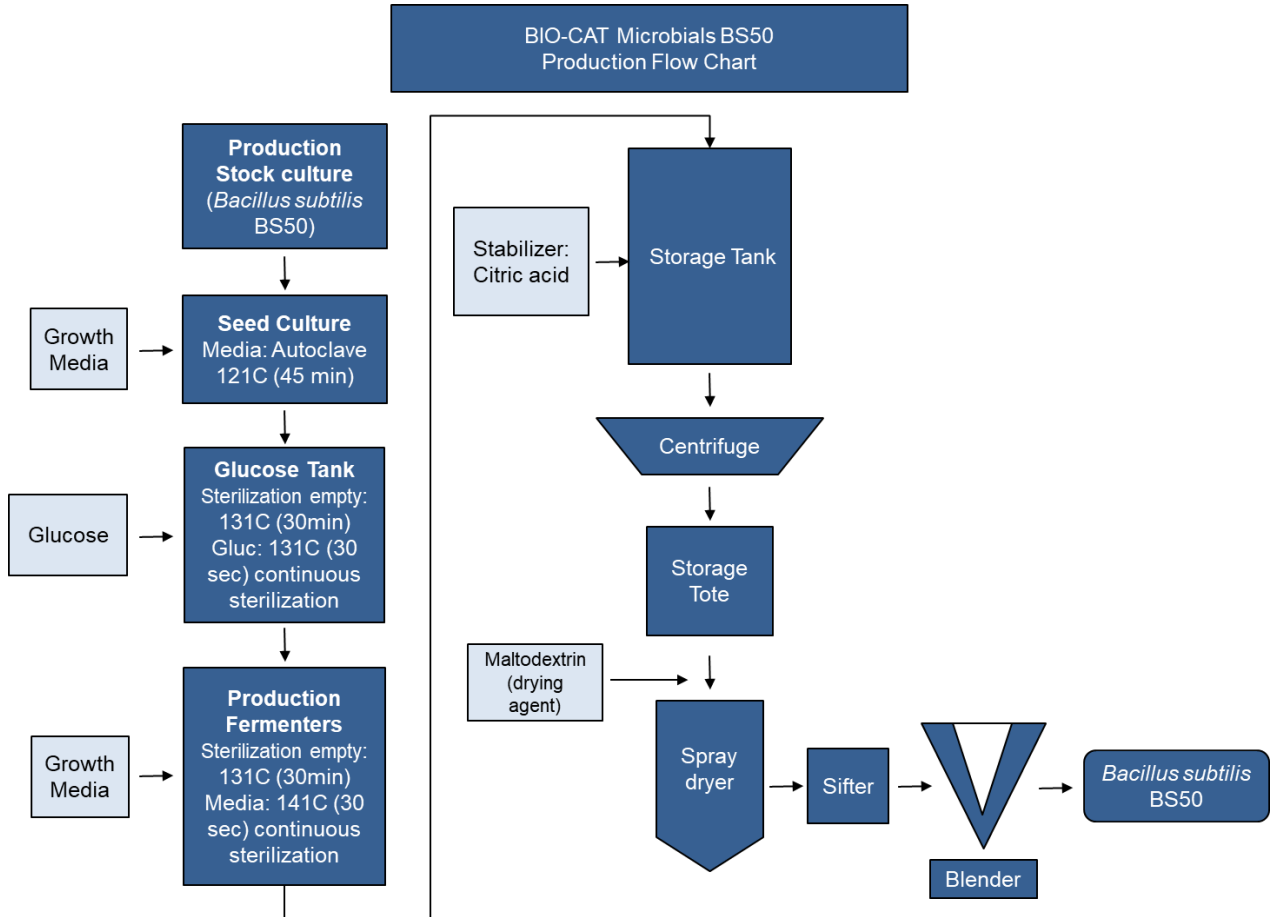 BIO-CAT Microbials BS50
Production Flow Chart
Production
Stock culture
(Bacillus subtilis
BS50)
Growth
Media
Seed Culture
Media: Autoclave
121C (45 min)
Glucose
Glucose Tank
Sterilization empty:
131C (30min)
Gluc: 131C (30
sec) continuous
sterilization
Growth
Media
Production
Fermenters
Sterilization empty:
131C (30min)
Media: 141C (30
sec) continuous
sterilization
Stabilizer:
Citric acid
Storage Tank
Centrifuge
Storage
Tote
Maltodextrin
(drying
agent)
Spray
dryer
Sifter
Blender
Bacillus subtilis
BS50